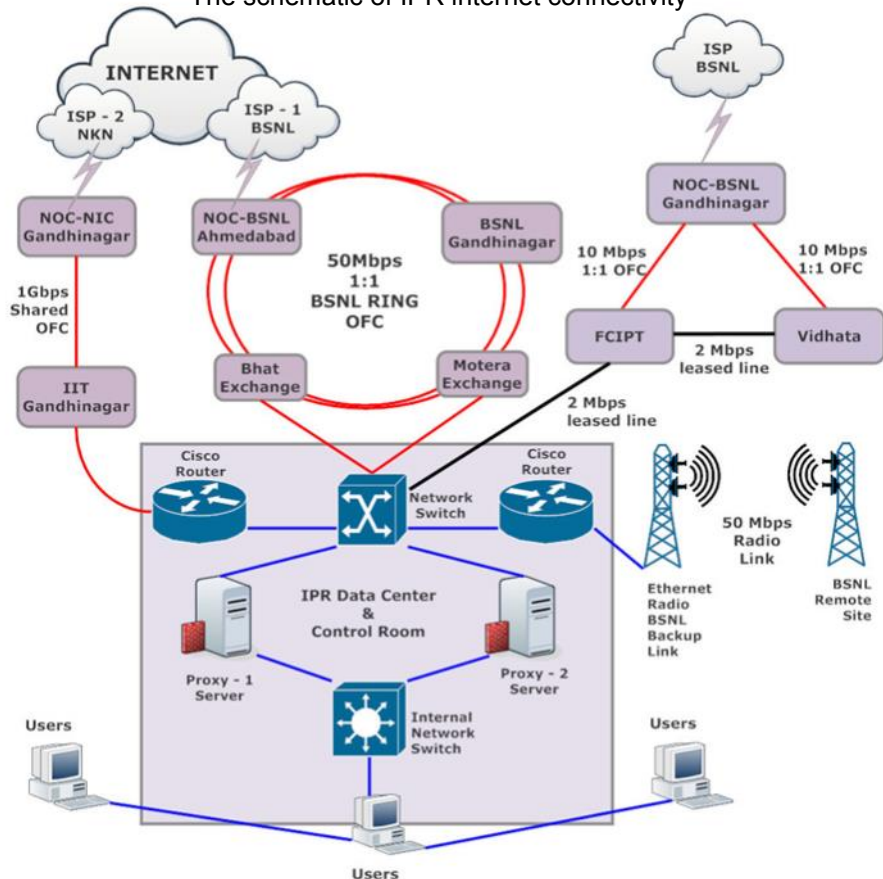 The schematic of IPR internet connectivity
INTERNET
ISP - 2
NKN
ISP - 1
BSNL
ISP
BSNL
NOC-NIC
Gandhinagar
NOC-BSNL
Ahmedabad
BSNL
Gandhinagar
NOC-BSNL
Gandhinagar
1Gbps
Shared
OFC
50Mbps
1:1
BSNL RING
OFC
10 Mbps
1:1 OFC
10 Mbps
1:1 OFC
FCIPT
Vidhata
2 Mbps
leased line
IIT
Gandhinagar
Bhat
Exchange
Motera
Exchange
2 Mbps
leased line
Cisco
Router
Network
Switch
Cisco
Router
50 Mbps
Radio
Link
IPR Data Center
&
Control Room
Ethernet
Radio
BSNL
Backup
Link
BSNL
Remote
Site
Proxy - 1
Server
Proxy - 2
Server
Internal
Network
Switch
Users
Users
Users